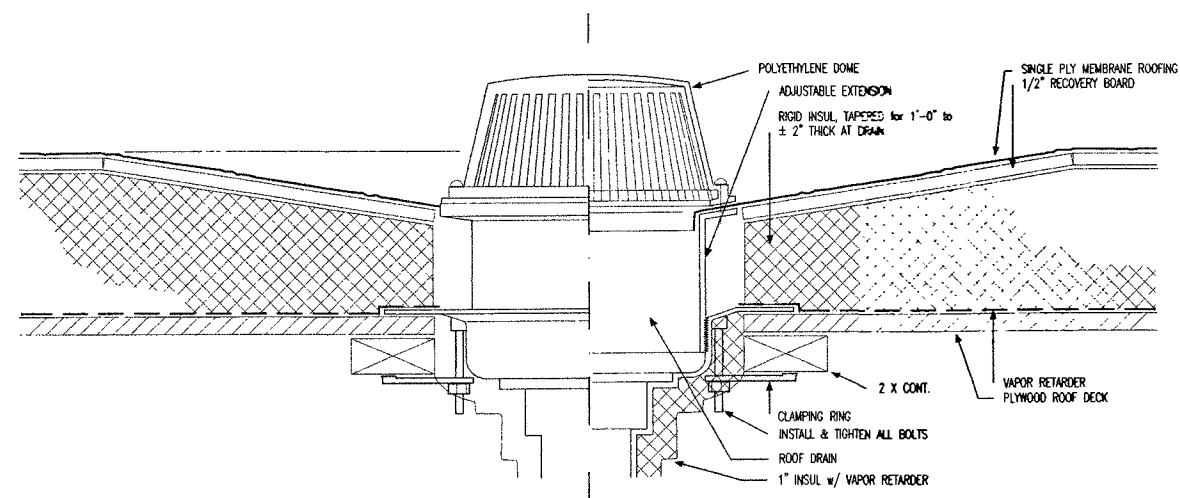 POLYETHYLENE DOME
ADJUSTABLE EXTENSION
RIGID INSUL, TAPERED for 1'-0" to
± 2" THICK AT DRAIN
SINGLE PLY MEMBRANE ROOFING
1/2" RECOVERY BOARD
2 X CONT.
VAPOR RETARDER
PLYWOOD ROOF DECK
CLAMPING RING
INSTALL & TIGHTEN ALL BOLTS
ROOF DRAIN
1" INSUL w/ VAPOR RETARDER